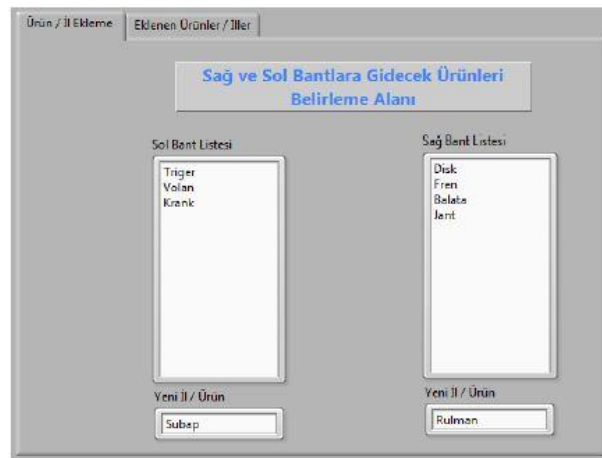 Ürün / İl Ekleme
Eklenen Ürünler / İller
Sağ ve Sol Bantlara Gidecek Ürünleri
Belirleme Alanı
Sol Bant Listesi
Triger
Volan
Krank
Yeni İl / Ürün
Subap
Sağ Bant Listesi
Disk
Fren
Balata
Jant
Yeni İl / Ürün
Rulman